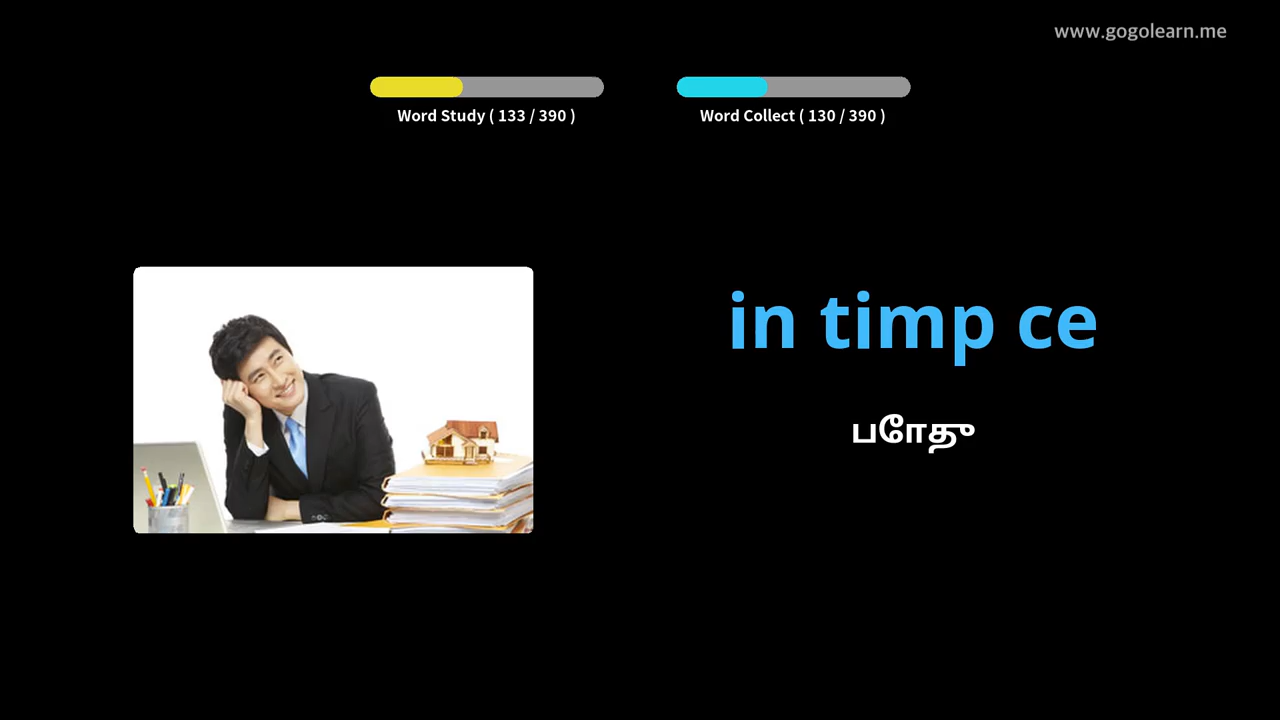 www.gogolearn.me
Word Study ( 133 / 390 )
Word Collect ( 130 / 390 )
in timp ce
போது